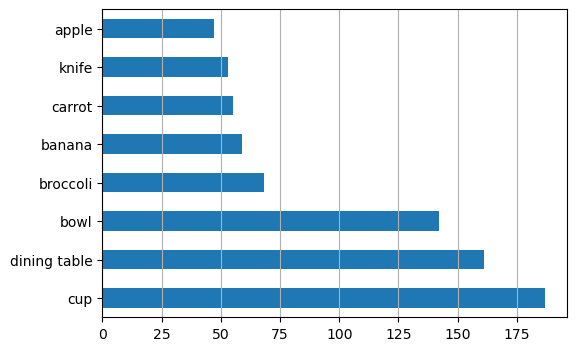 apple
knife
carrot
banana
broccoli
bowl
dining table
cup
0 25 50 75 100 125 150 175